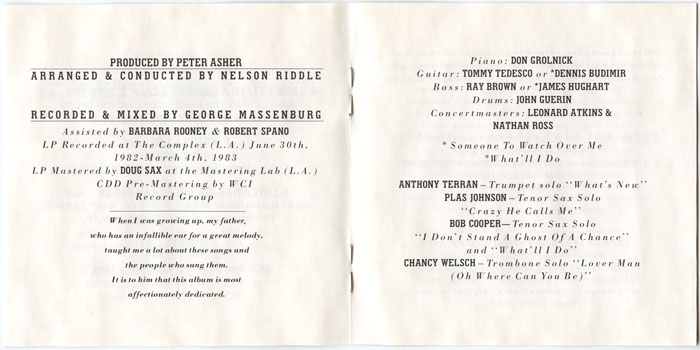 PRODUCED BY PETER ASHER
ARRANGED & CONDUCTED BY NELSON RIDDLE
RECORDED & MIXED BY GEORGE MASSENBURG
Assisted by BARBARA ROONEY & ROBERT SPANO
LP Recorded at The Complex (L.A.) June 30th,
1982-March 4th, 1983
LP Mastered by DOUG SAX at the Mastering Lab (L.A.)
CDD Pre-Mastering by WCI
Record Group
When I was growing up, my father,
who has an infallible ear for a great melody,
taught me a lot about these songs and
the people who sang them.
It is to him that this album is most
affectionately dedicated.
Piano: DON GROLNICK
Guitar: TOMMY TEDESCO or *DENNIS BUDIMIR
Bass: RAY BROWN or *JAMES HUGHART
Drums: JOHN GUERIN
Concertmasters: LEONARD ATKINS &
NATHAN ROSS
* Someone To Watch Over Me
*What'll I Do
ANTHONY TERRAN – Trumpet solo "What's New"
PLAS JOHNSON – Tenor Sax Solo
"Crazy He Calls Me"
BOB COOPER – Tenor Sax Solo
"I Don't Stand A Ghost Of A Chance"
and "What'll I Do"
CHANCY WELSCH – Trombone Solo "Lover Man
(Oh Where Can You Be)"